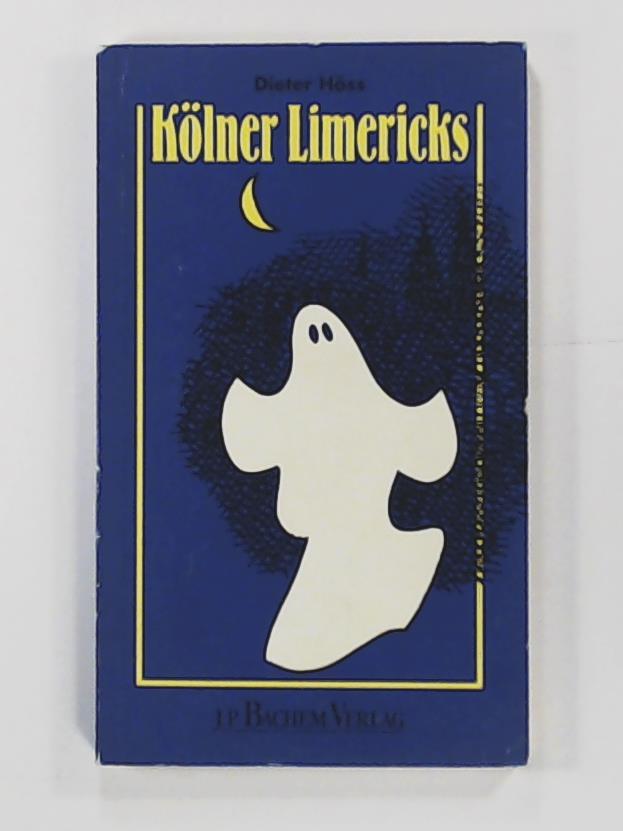 Dieter Höss
Kölner Limericks
J.P. BACHEM VERLAG